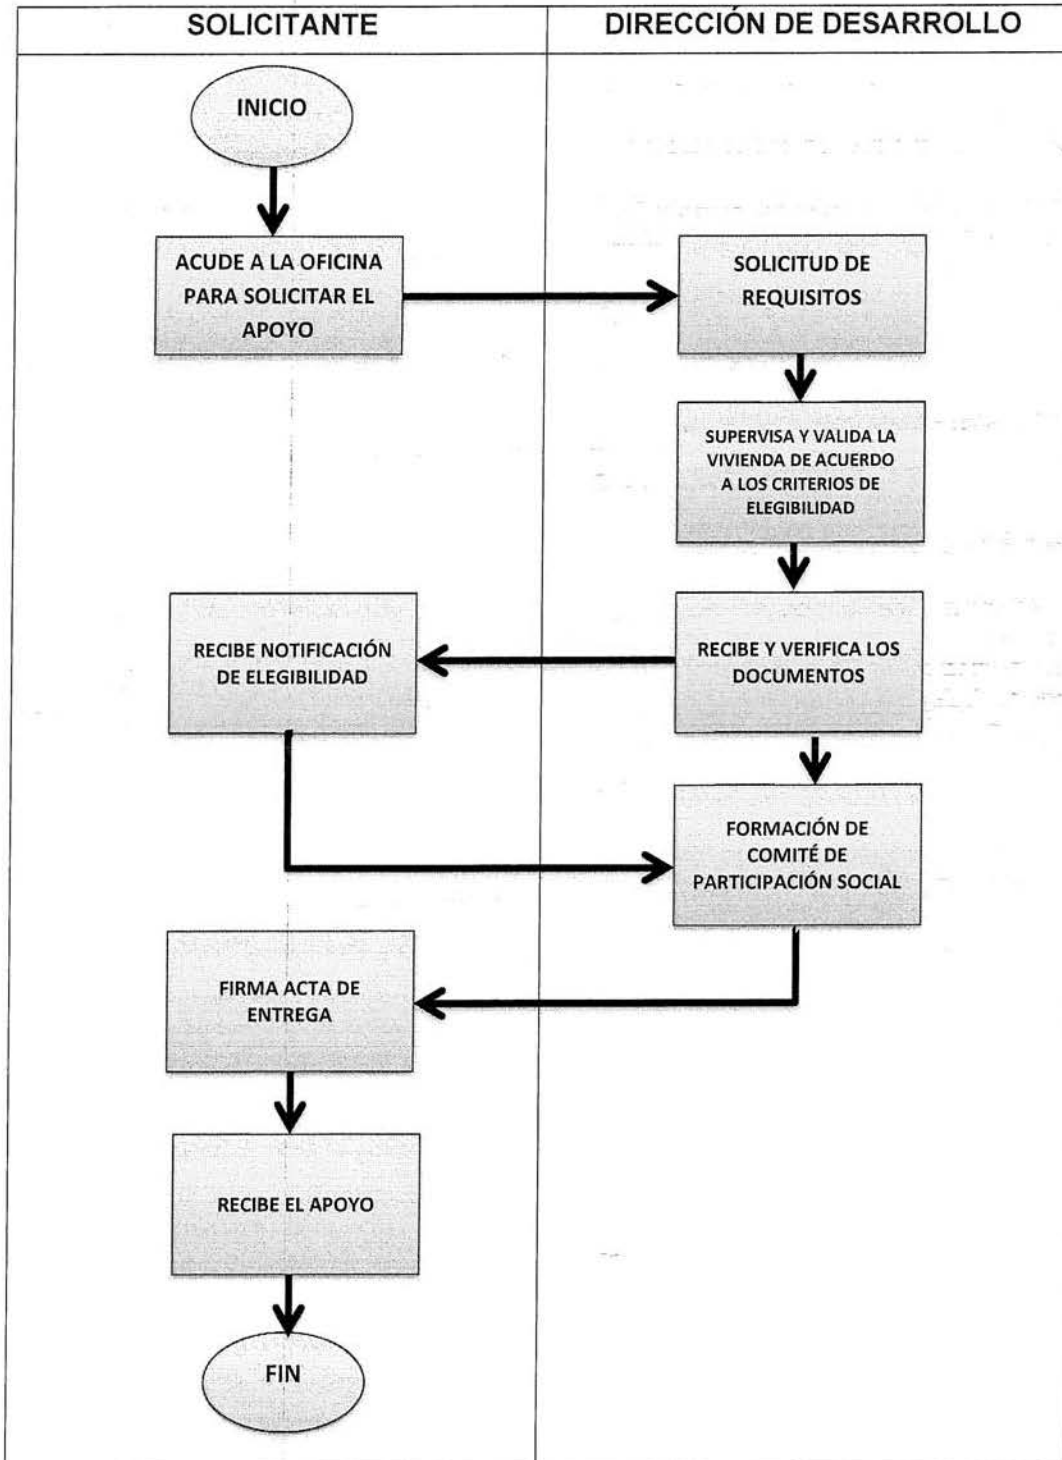 SOLICITANTE
DIRECCIÓN DE DESARROLLO
INICIO
ACUDE A LA OFICINA
PARA SOLICITAR EL
APOYO
SOLICITUD DE
REQUISITOS
SUPERVISA Y VALIDA LA
VIVIENDA DE ACUERDO
A LOS CRITERIOS DE
ELEGIBILIDAD
RECIBE Y VERIFICA LOS
DOCUMENTOS
RECIBE NOTIFICACIÓN
DE ELEGIBILIDAD
FORMACIÓN DE
COMITÉ DE
PARTICIPACIÓN SOCIAL
FIRMA ACTA DE
ENTREGA
RECIBE EL APOYO
FIN